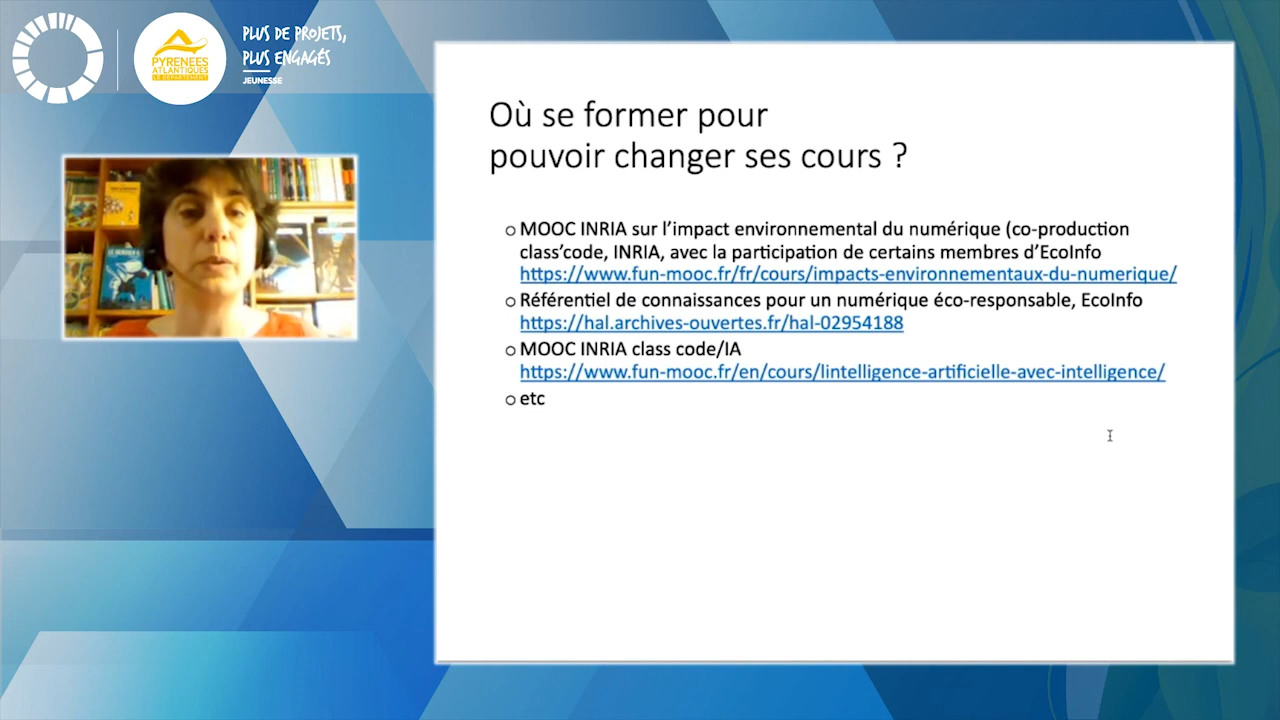 PLUS DE PROJETS,
PLUS ENGAGÉS
JEUNESSE
PYRÉNÉES
ATLANTIQUES
LE DÉPARTEMENT
Où se former pour
pouvoir changer ses cours ?
o MOOC INRIA sur l’impact environnemental du numérique (co-production
class’code, INRIA, avec la participation de certains membres d’EcoInfo
https://www.fun-mooc.fr/fr/cours/impacts-environnementaux-du-numerique/
o Référentiel de connaissances pour un numérique éco-responsable, EcoInfo
https://hal.archives-ouvertes.fr/hal-02954188
o MOOC INRIA class code/IA
https://www.fun-mooc.fr/en/cours/lintelligence-artificielle-avec-intelligence/
o etc